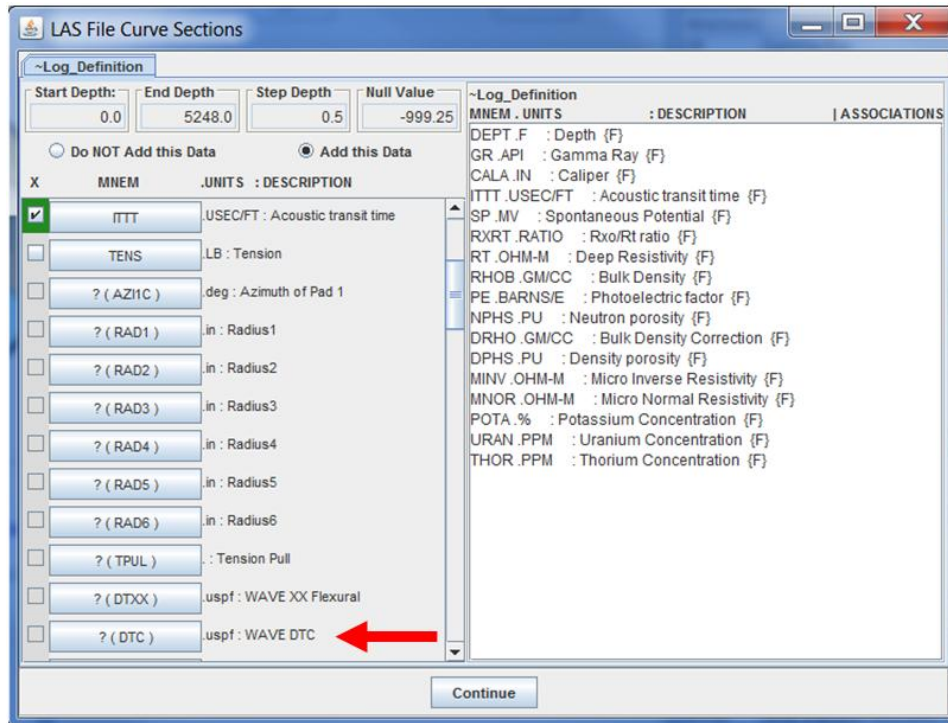 LAS File Curve Sections
~Log_Definition
Start Depth: End Depth Step Depth Null Value
0.0 5248.0 0.5 -999.25
Do NOT Add this Data Add this Data
X MNEM .UNITS : DESCRIPTION
ITTT .USEC/FT : Acoustic transit time
TENS .LB : Tension
? ( AZI1C ) .deg : Azimuth of Pad 1
? ( RAD1 ) .in : Radius1
? ( RAD2 ) .in : Radius2
? ( RAD3 ) .in : Radius3
? ( RAD4 ) .in : Radius4
? ( RAD5 ) .in : Radius5
? ( RAD6 ) .in : Radius6
? ( TPUL ) . : Tension Pull
? ( DTXX ) .uspf : WAVE XX Flexural
? ( DTC ) .uspf : WAVE DTC
~Log_Definition
MNEM . UNITS : DESCRIPTION | ASSOCIATIONS
DEPT .F : Depth {F}
GR .API : Gamma Ray {F}
CALA .IN : Caliper {F}
ITTT .USEC/FT : Acoustic transit time {F}
SP .MV : Spontaneous Potential {F}
RXRT .RATIO : Rxo/Rt ratio {F}
RT .OHM-M : Deep Resistivity {F}
RHOB .GM/CC : Bulk Density {F}
PE .BARNS/E : Photoelectric factor {F}
NPHS .PU : Neutron porosity {F}
DRHO .GM/CC : Bulk Density Correction {F}
DPHS .PU : Density porosity {F}
MINV .OHM-M : Micro Inverse Resistivity {F}
MNOR .OHM-M : Micro Normal Resistivity {F}
POTA .% : Potassium Concentration {F}
URAN .PPM : Uranium Concentration {F}
THOR .PPM : Thorium Concentration {F}
Continue